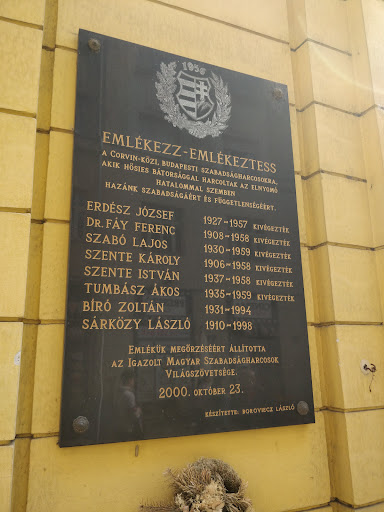 1956
EMLÉKEZZ-EMLÉKEZTESS
A CORVIN-KÖZI, BUDAPESTI SZABADSÁGHARCOSOKRA,
AKIK HŐSIES BÁTORSÁGGAL HARCOLTAK AZ ELNYOMÓ
HATALOMMAL SZEMBEN
HAZÁNK SZABADSÁGÁÉRT ÉS FÜGGETLENSÉGÉÉRT.
ERDÉSZ JÓZSEF 1927-1957 KIVÉGEZTÉK
DR. FÁY FERENC 1908-1958 KIVÉGEZTÉK
SZABÓ LAJOS 1930-1959 KIVÉGEZTÉK
SZENTE KÁROLY 1906-1958 KIVÉGEZTÉK
SZENTE ISTVÁN 1937-1958 KIVÉGEZTÉK
TUMBÁSZ ÁKOS 1935-1959 KIVÉGEZTÉK
BÍRÓ ZOLTÁN 1931-1994
SÁRKÖZY LÁSZLÓ 1910-1998
EMLÉKÜK MEGŐRZÉSÉÉRT ÁLLÍTOTTA
AZ IGAZOLT MAGYAR SZABADSÁGHARCOSOK
VILÁGSZÖVETSÉGE.
2000. OKTÓBER 23.
KÉSZÍTETTE: BOROVIECZ LÁSZLÓ